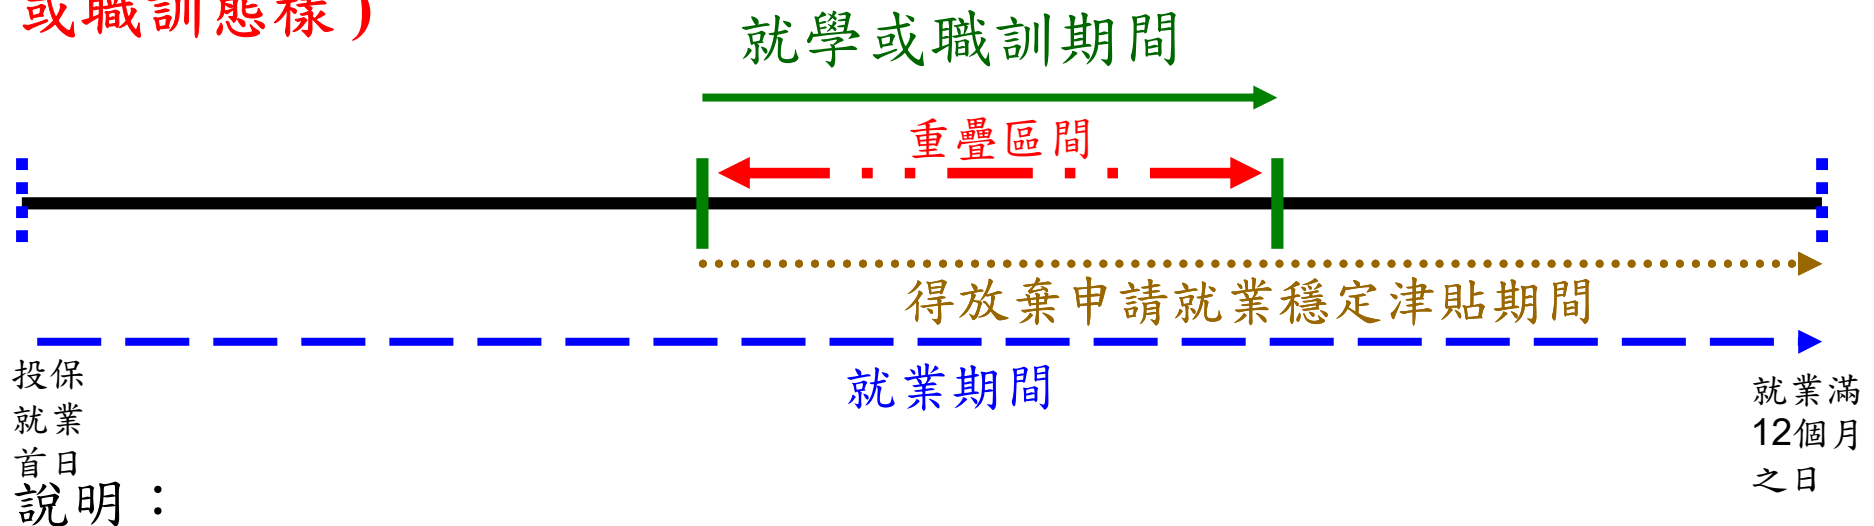 或職訓態樣)
就學或職訓期間
重疊區間
得放棄申請就業穩定津貼期間
就業期間
投保
就業
首日
就業滿
12個月
之日
說明：